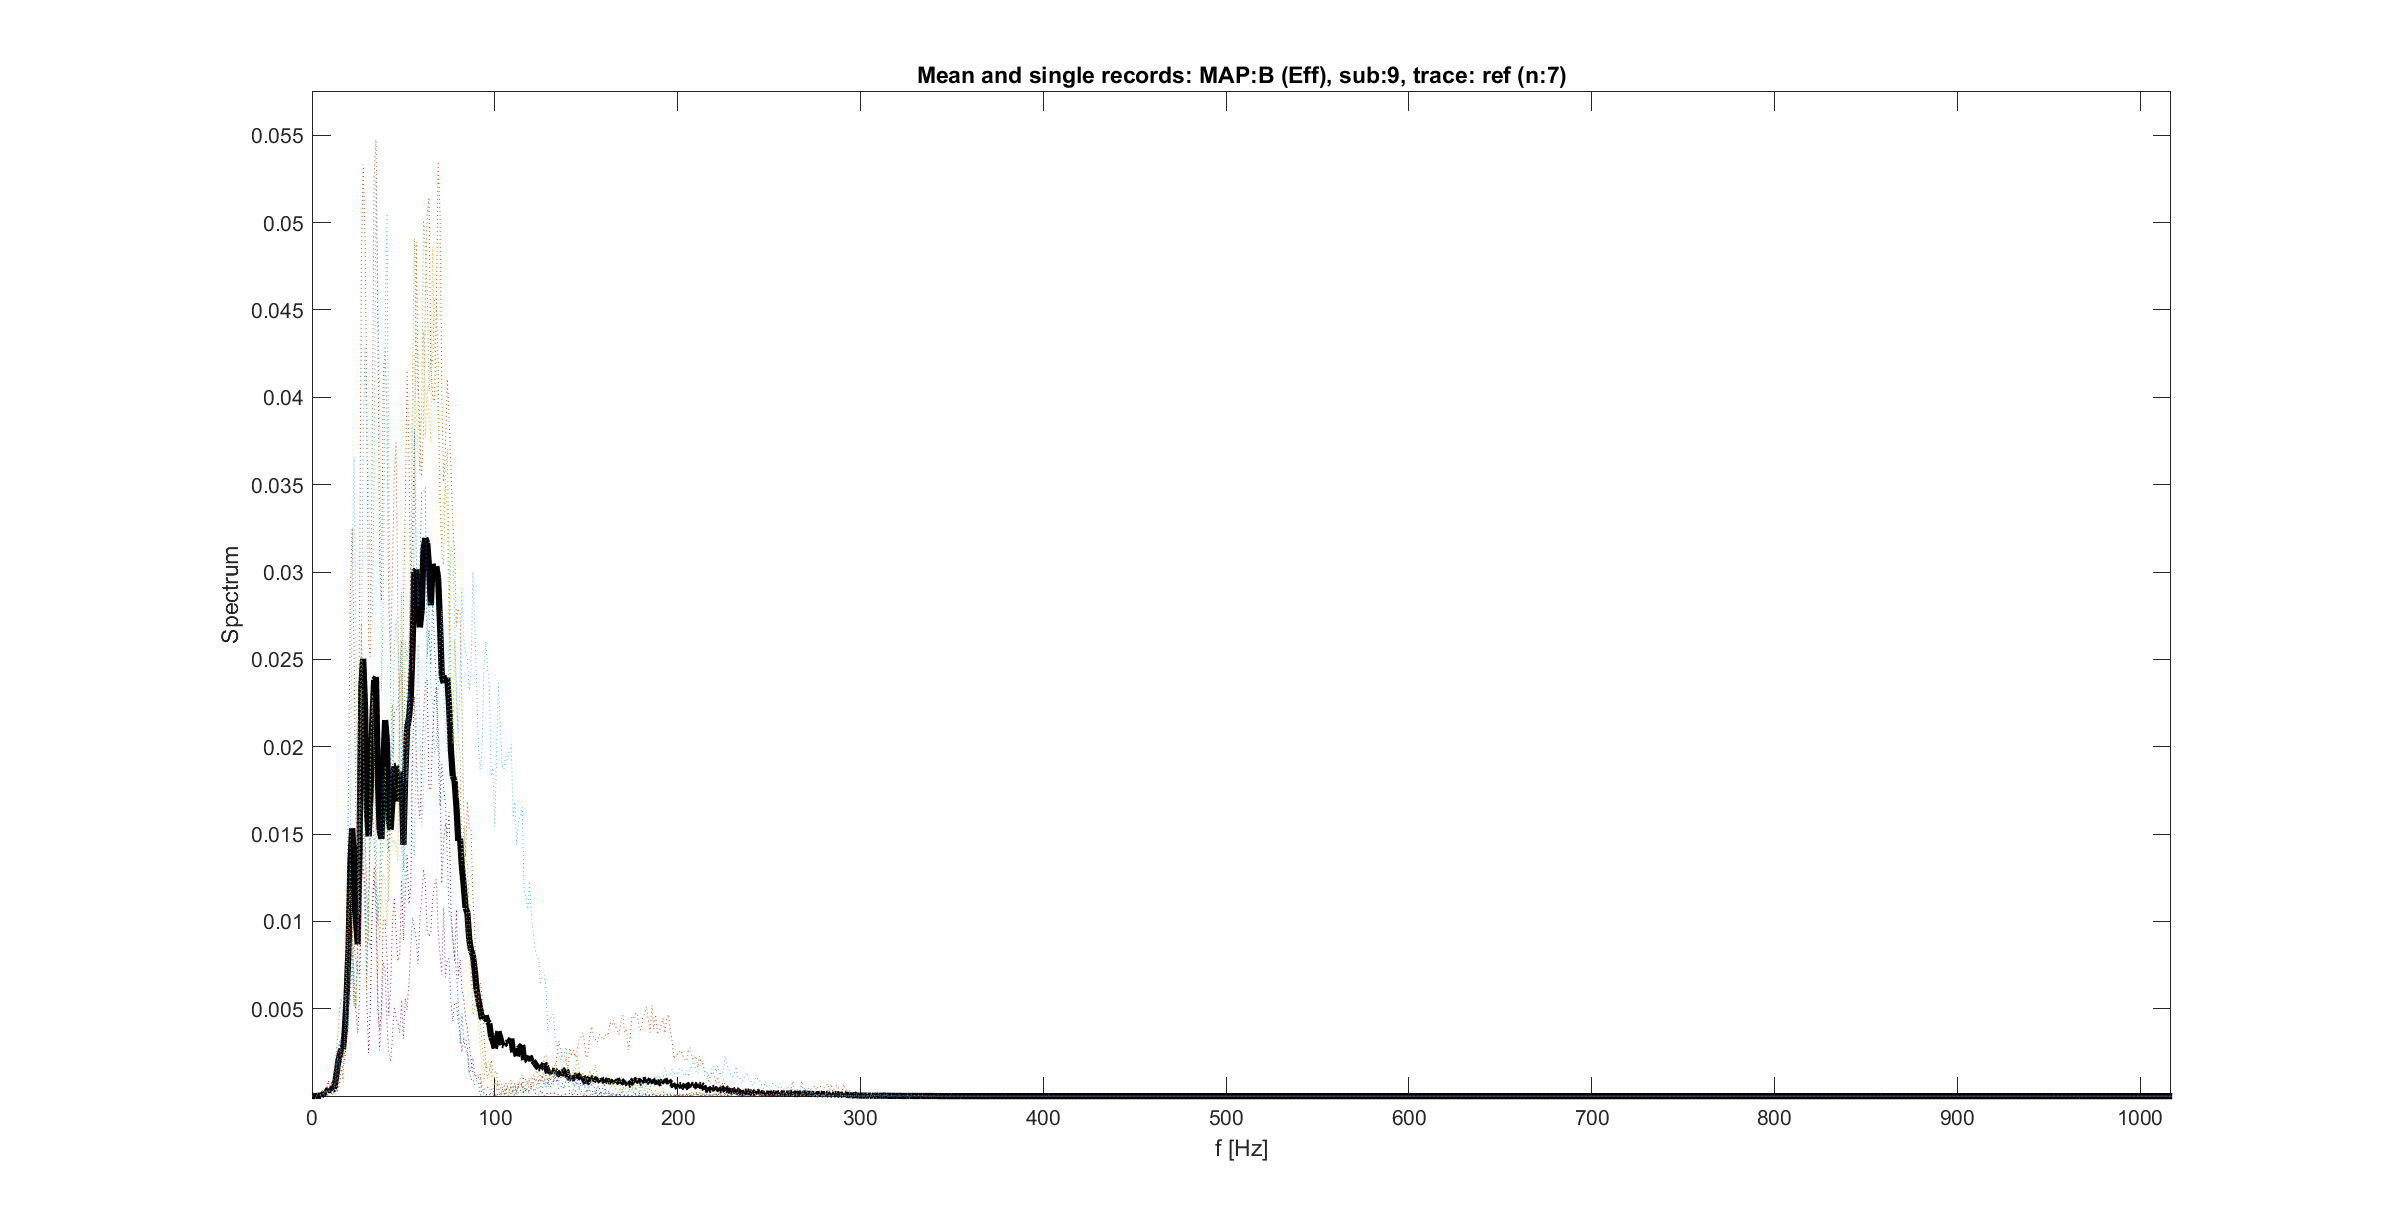 Mean and single records: MAP:B (Eff), sub:9, trace: ref (n:7)
0.055
0.05
0.045
0.04
0.035
0.03
0.025
0.02
0.015
0.01
0.005
Spectrum
0 100 200 300 400 500 600 700 800 900 1000
f [Hz]